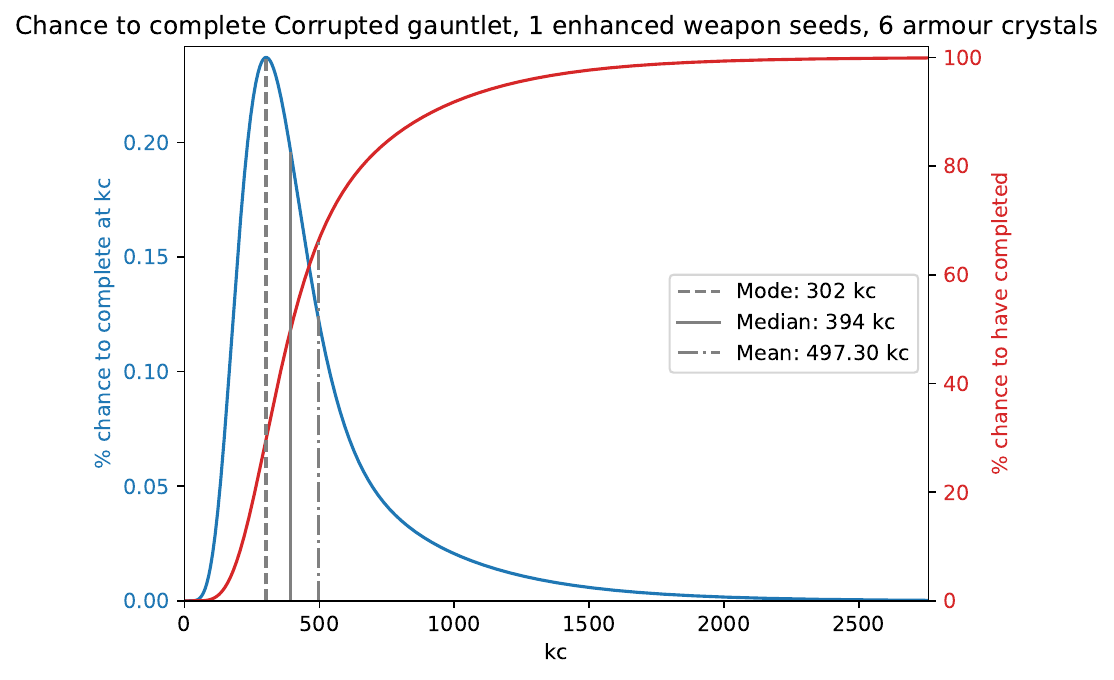 Chance to complete Corrupted gauntlet, 1 enhanced weapon seeds, 6 armour crystals
% chance to complete at kc
0.20
0.15
0.10
0.05
0.00
0
500
1000
1500
2000
2500
kc
Mode: 302 kc
Median: 394 kc
Mean: 497.30 kc
100
80
60
40
20
0
% chance to have completed